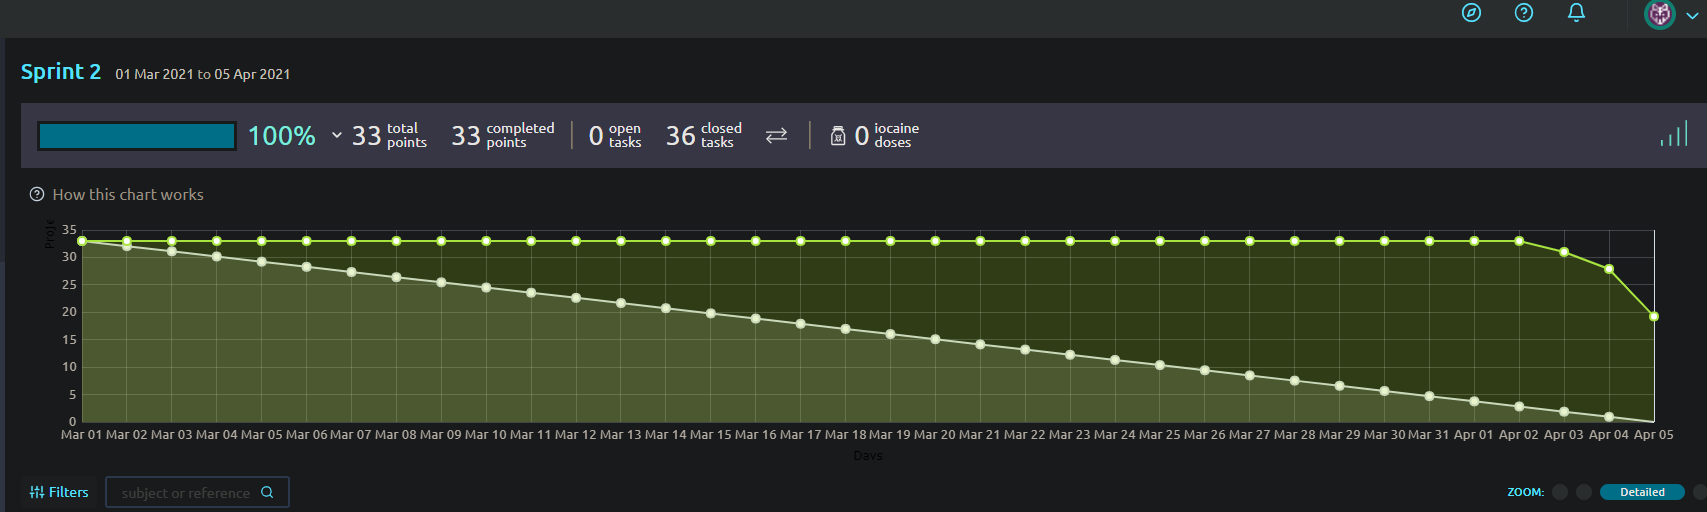 Sprint 2 01 Mar 2021 to 05 Apr 2021
100% 33 total points 33 completed points 0 open tasks 36 closed tasks 0 iocaine doses
How this chart works
35
30
25
20
15
10
5
0
Mar 01 Mar 02 Mar 03 Mar 04 Mar 05 Mar 06 Mar 07 Mar 08 Mar 09 Mar 10 Mar 11 Mar 12 Mar 13 Mar 14 Mar 15 Mar 16 Mar 17 Mar 18 Mar 19 Mar 20 Mar 21 Mar 22 Mar 23 Mar 24 Mar 25 Mar 26 Mar 27 Mar 28 Mar 29 Mar 30 Mar 31 Apr 01 Apr 02 Apr 03 Apr 04 Apr 05
Days
Filters subject or reference ZOOM: Detailed